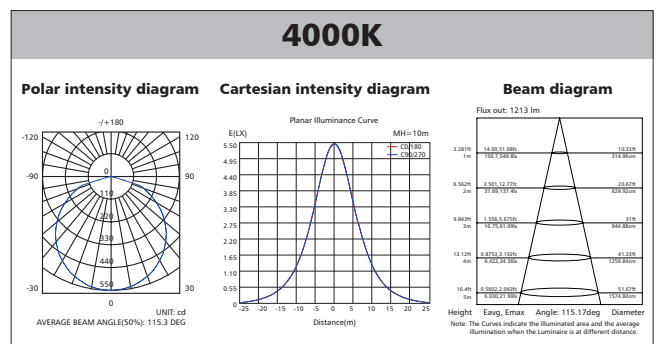 4000K
Polar intensity diagram
Cartesian intensity diagram
Beam diagram
-/+180
-120
120
-90
90
-30
30
0
0
110
220
330
440
550
UNIT: cd
AVERAGE BEAM ANGLE(50%): 115.3 DEG
Planar Illuminance Curve
E(LX)
MH=10m
C0/180
C90/270
5.50
4.95
4.40
3.85
3.30
2.75
2.20
1.65
1.10
0.55
0
-25 -20 -15 -10 -5 0 5 10 15 20 25
Distance(m)
Flux out: 1213 lm
3.281ft 14.00,51.08fc 10.33ft
1m 150.7,549.8lx 314.96cm
6.562ft 3.501,12.77fc 20.67ft
2m 37.69,137.4lx 629.92cm
9.843ft 1.556,5.675fc 31ft
3m 16.75,61.09lx 944.88cm
13.12ft 0.8753,3.192fc 41.33ft
4m 9.422,34.36lx 1259.84cm
16.4ft 0.5602,2.043fc 51.67ft
5m 6.030,21.99lx 1574.80cm
Height Eavg, Emax Angle: 115.17deg Diameter
Note: The Curves indicate the illuminated area and the average
illumination when the Luminaire is at different distance.